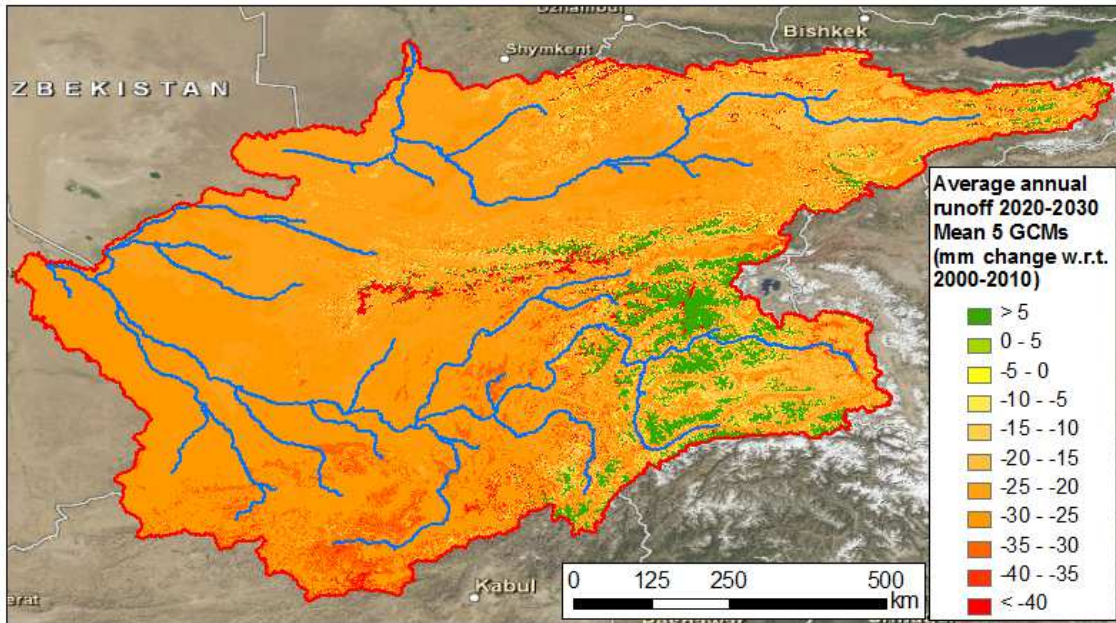 Dzhambul
Bishkek
Shymkent
ZBEKISTAN
Average annual
runoff 2020-2030
Mean 5 GCMs
(mm change w.r.t.
2000-2010)
> 5
0 - 5
-5 - 0
-10 - -5
-15 - -10
-20 - -15
-25 - -20
-30 - -25
-35 - -30
-40 - -35
< -40
0 125 250 500
km
Kabul
erat